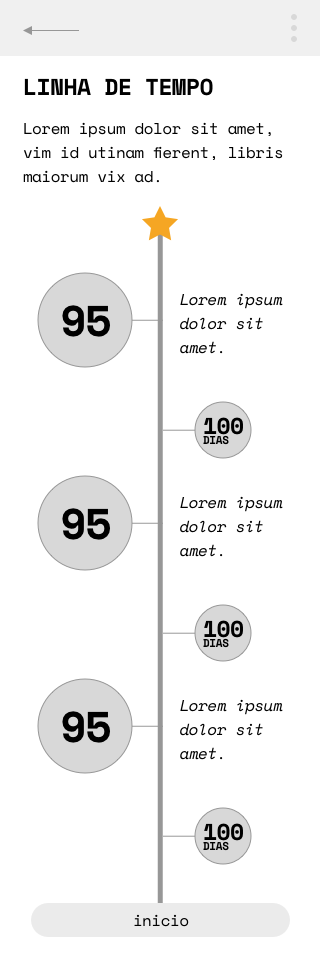 LINHA DE TEMPO
Lorem ipsum dolor sit amet,
vim id utinam fierent, libris
maiorum vix ad.
95
Lorem ipsum
dolor sit
amet.
100
DIAS
95
Lorem ipsum
dolor sit
amet.
100
DIAS
95
Lorem ipsum
dolor sit
amet.
100
DIAS
inicio